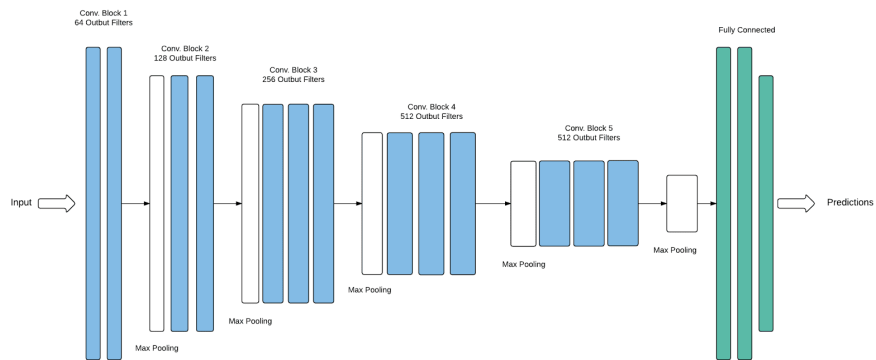 Conv. Block 1
64 Outbut Filters
Conv. Block 2
128 Outbut Filters
Conv. Block 3
256 Outbut Filters
Conv. Block 4
512 Outbut Filters
Conv. Block 5
512 Outbut Filters
Fully Connected
Input
Predictions
Max Pooling
Max Pooling
Max Pooling
Max Pooling
Max Pooling